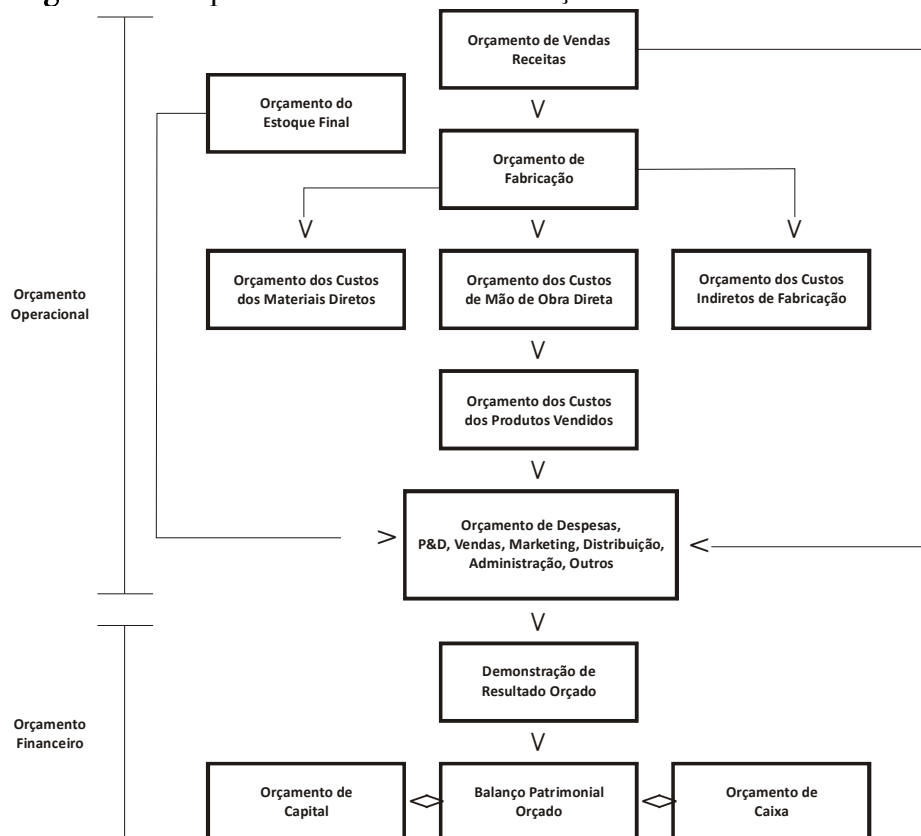 Orçamento de Vendas
Receitas
Orçamento do
Estoque Final
Orçamento de
Fabricação
Orçamento dos Custos
dos Materiais Diretos
Orçamento dos Custos
de Mão de Obra Direta
Orçamento dos Custos
Indiretos de Fabricação
Orçamento
Operacional
Orçamento dos Custos
dos Produtos Vendidos
Orçamento de Despesas,
P&D, Vendas, Marketing, Distribuição,
Administração, Outros
Demonstração de
Resultado Orçado
Orçamento
Financeiro
Orçamento de
Capital
Balanço Patrimonial
Orçado
Orçamento de
Caixa